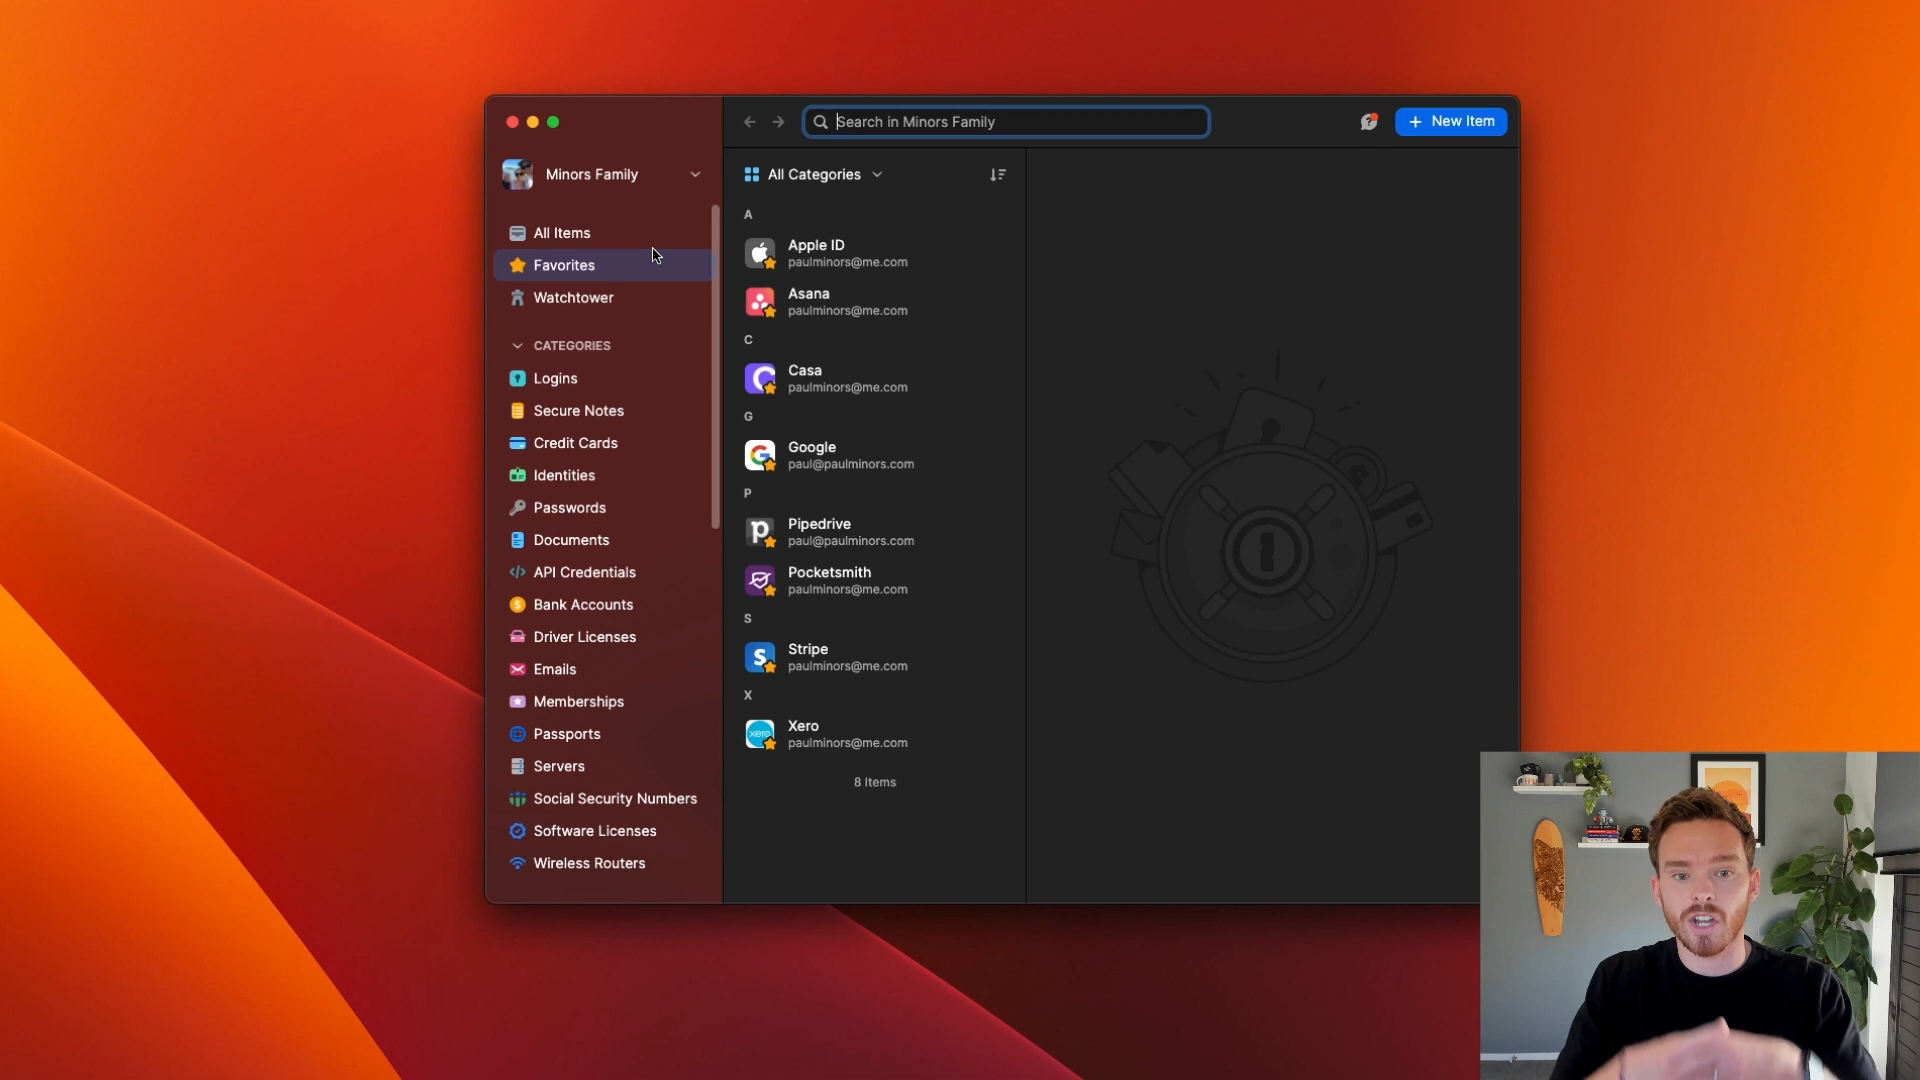 Search in Minors Family
New Item
Minors Family
All Items
Favorites
Watchtower
CATEGORIES
Logins
Secure Notes
Credit Cards
Identities
Passwords
Documents
API Credentials
Bank Accounts
Driver Licenses
Emails
Memberships
Passports
Servers
Social Security Numbers
Software Licenses
Wireless Routers
All Categories
A
Apple ID
paulminors@me.com
Asana
paulminors@me.com
C
Casa
paulminors@me.com
G
Google
paul@paulminors.com
P
Pipedrive
paul@paulminors.com
Pocketsmith
paulminors@me.com
S
Stripe
paulminors@me.com
X
Xero
paulminors@me.com
8 Items